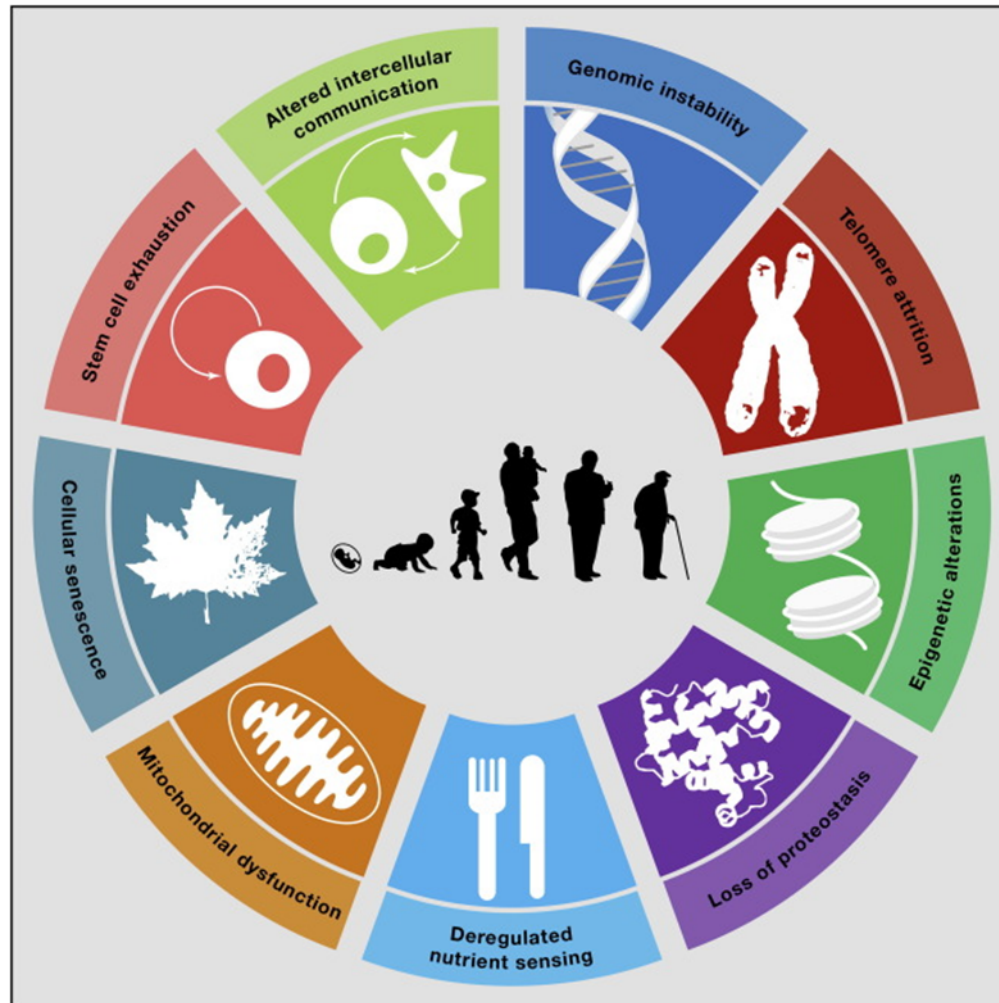 Altered intercellular
communication
Genomic instability
Telomere attrition
Epigenetic alterations
Loss of proteostasis
Deregulated
nutrient sensing
Mitochondrial dysfunction
Cellular senescence
Stem cell exhaustion